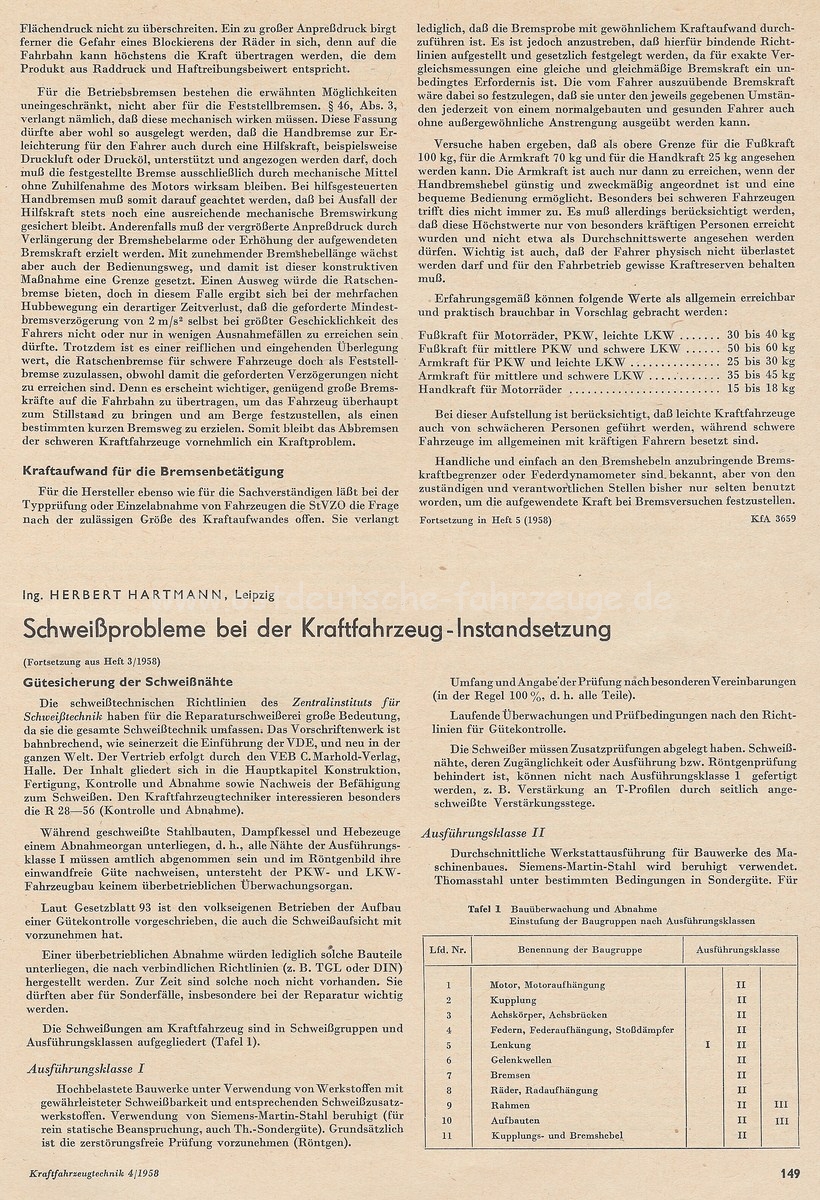 Flächendruck nicht zu überschreiten. Ein zu großer Anpreßdruck birgt
ferner die Gefahr eines Blockierens der Räder in sich, denn auf die
Fahrbahn kann höchstens die Kraft übertragen werden, die dem
Produkt aus Raddruck und Haftreibungsbeiwert entspricht.
Für die Betriebsbremsen bestehen die erwähnten Möglichkeiten
uneingeschränkt, nicht aber für die Feststellbremsen. § 46, Abs. 3,
verlangt nämlich, daß diese mechanisch wirken müssen. Diese Fassung
dürfte aber wohl so ausgelegt werden, daß die Handbremse zur Er-
leichterung für den Fahrer auch durch eine Hilfskraft, beispielsweise
Druckluft oder Drucköl, unterstützt und angezogen werden darf, doch
muß die festgestellte Bremse ausschließlich durch mechanische Mittel
ohne Zuhilfenahme des Motors wirksam bleiben. Bei hilfsgesteuerten
Handbremsen muß somit darauf geachtet werden, daß bei Ausfall der
Hilfskraft stets noch eine ausreichende mechanische Bremswirkung
gesichert bleibt. Anderenfalls muß der vergrößerte Anpreßdruck durch
Verlängerung der Bremshebelarme oder Erhöhung der aufgewendeten
Bremskraft erzielt werden. Mit zunehmender Bremshebellänge wächst
aber auch der Bedienungsweg, und damit ist dieser konstruktiven
Maßnahme eine Grenze gesetzt. Einen Ausweg würde die Ratschen-
bremse bieten, doch in diesem Falle ergibt sich bei der mehrfachen
Hubbewegung ein derartiger Zeitverlust, daß die geforderte Mindest-
bremsverzögerung von 2 m/s² selbst bei größter Geschicklichkeit des
Fahrers nicht oder nur in wenigen Ausnahmefällen zu erreichen sein
dürfte. Trotzdem ist es einer reiflichen und eingehenden Überlegung
wert, die Ratschenbremse für schwere Fahrzeuge doch als Feststell-
bremse zuzulassen, obwohl damit die geforderten Verzögerungen nicht
zu erreichen sind. Denn es erscheint wichtiger, genügend große Brems-
kräfte auf die Fahrbahn zu übertragen, um das Fahrzeug überhaupt
zum Stillstand zu bringen und am Berge festzustellen, als einen
bestimmten kurzen Bremsweg zu erzielen. Somit bleibt das Abbremsen
der schweren Kraftfahrzeuge vornehmlich ein Kraftproblem.
Kraftaufwand für die Bremsenbetätigung
Für die Hersteller ebenso wie für die Sachverständigen läßt bei der
Typprüfung oder Einzelabnahme von Fahrzeugen die StVZO die Frage
nach der zulässigen Größe des Kraftaufwandes offen. Sie verlangt
lediglich, daß die Bremsprobe mit gewöhnlichem Kraftaufwand durch-
zuführen ist. Es ist jedoch anzustreben, daß hierfür bindende Richt-
linien aufgestellt und gesetzlich festgelegt werden, da für exakte Ver-
gleichsmessungen eine gleiche und gleichmäßige Bremskraft ein un-
bedingtes Erfordernis ist. Die vom Fahrer auszuübende Bremskraft
wäre dabei so festzulegen, daß sie unter den jeweils gegebenen Umstän-
den jederzeit von einem normalgebauten und gesunden Fahrer auch
ohne außergewöhnliche Anstrengung ausgeübt werden kann.
Versuche haben ergeben, daß als obere Grenze für die Fußkraft
100 kg, für die Armkraft 70 kg und für die Handkraft 25 kg angesehen
werden kann. Die Armkraft ist auch nur dann zu erreichen, wenn der
Handbremshebel günstig und zweckmäßig angeordnet ist und eine
bequeme Bedienung ermöglicht. Besonders bei schweren Fahrzeugen
trifft dies nicht immer zu. Es muß allerdings berücksichtigt werden,
daß diese Höchstwerte nur von besonders kräftigen Personen erreicht
wurden und nicht etwa als Durchschnittswerte angesehen werden
dürfen. Wichtig ist auch, daß der Fahrer physisch nicht überlastet
werden darf und für den Fahrbetrieb gewisse Kraftreserven behalten
muß.
Erfahrungsgemäß können folgende Werte als allgemein erreichbar
und praktisch brauchbar in Vorschlag gebracht werden:
Fußkraft für Motorräder, PKW, leichte LKW ....... 30 bis 40 kg
Fußkraft für mittlere PKW und schwere LKW ...... 50 bis 60 kg
Armkraft für PKW und leichte LKW ............... 25 bis 30 kg
Armkraft für mittlere und schwere LKW ........... 35 bis 45 kg
Handkraft für Motorräder ........................ 15 bis 18 kg
Bei dieser Aufstellung ist berücksichtigt, daß leichte Kraftfahrzeuge
auch von schwächeren Personen geführt werden, während schwere
Fahrzeuge im allgemeinen mit kräftigen Fahrern besetzt sind.
Handliche und einfach an den Bremshebeln anzubringende Brems-
kraftbegrenzer oder Federdynamometer sind bekannt, aber von den
zuständigen und verantwortlichen Stellen bisher nur selten benutzt
worden, um die aufgewendete Kraft bei Bremsversuchen festzustellen.
Fortsetzung in Heft 5 (1958) KfA 3659
Ing. HERBERT HARTMANN, Leipzig
Schweißprobleme bei der Kraftfahrzeug-Instandsetzung
(Fortsetzung aus Heft 3/1958)
Gütesicherung der Schweißnähte
Die schweißtechnischen Richtlinien des Zentralinstituts für
Schweißtechnik haben für die Reparaturschweißerei große Bedeutung,
da sie die gesamte Schweißtechnik umfassen. Das Vorschriftenwerk ist
bahnbrechend, wie seinerzeit die Einführung der VDE, und neu in der
ganzen Welt. Der Vertrieb erfolgt durch den VEB C. Marhold-Verlag,
Halle. Der Inhalt gliedert sich in die Hauptkapitel Konstruktion,
Fertigung, Kontrolle und Abnahme sowie Nachweis der Befähigung
zum Schweißen. Den Kraftfahrzeugtechniker interessieren besonders
die R 28—56 (Kontrolle und Abnahme).
Während geschweißte Stahlbauten, Dampfkessel und Hebezeuge
einem Abnahmeorgan unterliegen, d. h., alle Nähte der Ausführungs-
klasse I müssen amtlich abgenommen sein und im Röntgenbild ihre
einwandfreie Güte nachweisen, untersteht der PKW- und LKW-
Fahrzeugbau keinem überbetrieblichen Überwachungsorgan.
Laut Gesetzblatt 93 ist den volkseigenen Betrieben der Aufbau
einer Gütekontrolle vorgeschrieben, die auch die Schweißaufsicht mit
vorzunehmen hat.
Einer überbetrieblichen Abnahme würden lediglich solche Bauteile
unterliegen, die nach verbindlichen Richtlinien (z. B. TGL oder DIN)
hergestellt werden. Zur Zeit sind solche noch nicht vorhanden. Sie
dürften aber für Sonderfälle, insbesondere bei der Reparatur wichtig
werden.
Die Schweißungen am Kraftfahrzeug sind in Schweißgruppen und
Ausführungsklassen aufgegliedert (Tafel 1).
Ausführungsklasse I
Hochbelastete Bauwerke unter Verwendung von Werkstoffen mit
gewährleisteter Schweißbarkeit und entsprechenden Schweißzusatz-
werkstoffen. Verwendung von Siemens-Martin-Stahl beruhigt (für
rein statische Beanspruchung, auch Th.-Sondergüte). Grundsätzlich
ist die zerstörungsfreie Prüfung vorzunehmen (Röntgen).
Umfang und Angabe der Prüfung nach besonderen Vereinbarungen
(in der Regel 100 %, d. h. alle Teile).
Laufende Überwachungen und Prüfbedingungen nach den Richt-
linien für Gütekontrolle.
Die Schweißer müssen Zusatzprüfungen abgelegt haben. Schweiß-
nähte, deren Zugänglichkeit oder Ausführung bzw. Röntgenprüfung
behindert ist, können nicht nach Ausführungsklasse 1 gefertigt
werden, z. B. Verstärkung an T-Profilen durch seitlich ange-
schweißte Verstärkungsstege.
Ausführungsklasse II
Durchschnittliche Werkstattausführung für Bauwerke des Ma-
schinenbaues. Siemens-Martin-Stahl wird beruhigt verwendet.
Thomasstahl unter bestimmten Bedingungen in Sondergüte. Für
Tafel 1 Bauüberwachung und Abnahme
Einstufung der Baugruppen nach Ausführungsklassen
Lfd. Nr. Benennung der Baugruppe Ausführungsklasse
1 Motor, Motoraufhängung II
2 Kupplung II
3 Achskörper, Achsbrücken II
4 Federn, Federaufhängung, Stoßdämpfer II
5 Lenkung I II
6 Gelenkwellen II
7 Bremsen II
8 Räder, Radaufhängung II
9 Rahmen II III
10 Aufbauten II III
11 Kupplungs- und Bremshebel II
Kraftfahrzeugtechnik 4/1958 149